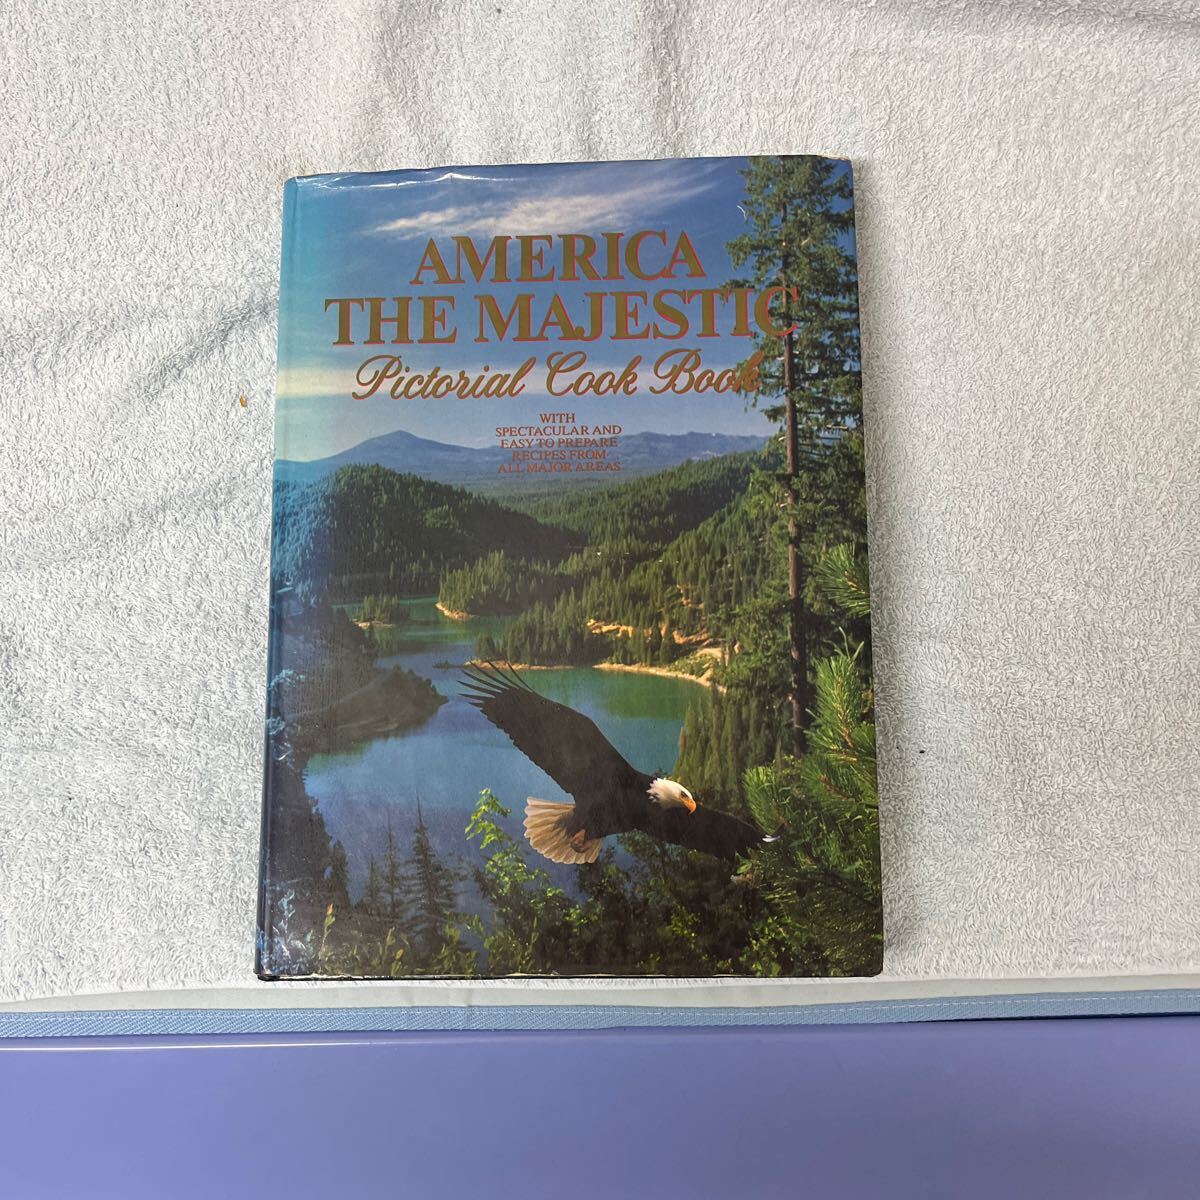 AMERICA
THE MAJESTIC
Pictorial Cook Book
WITH
SPECTACULAR AND
EASY TO PREPARE
RECIPES FROM
ALL MAJOR AREAS